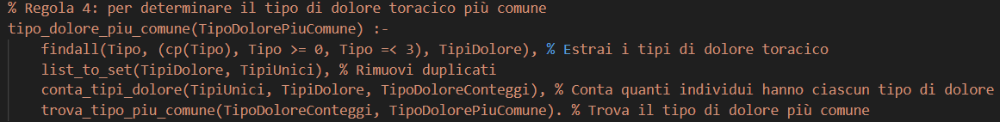 % Regola 4: per determinare il tipo di dolore toracico più comune
tipo_dolore_piu_comune(TipoDolorePiuComune) :-
    findall(Tipo, (cp(Tipo), Tipo >= 0, Tipo =< 3), TipiDolore), % Estrai i tipi di dolore toracico
    list_to_set(TipiDolore, TipiUnici), % Rimuovi duplicati
    conta_tipi_dolore(TipiUnici, TipiDolore, TipoDoloreConteggi), % Conta quanti individui hanno ciascun tipo di dolore
    trova_tipo_piu_comune(TipoDoloreConteggi, TipoDolorePiuComune). % Trova il tipo di dolore più comune